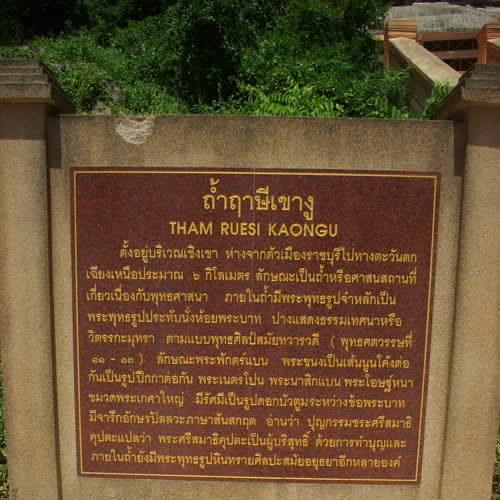 ถ้ำฤาษีเขางู
THAM RUESI KAONGU
ตั้งอยู่บริเวณเชิงเขา ห่างจากตัวเมืองราชบุรีไปทางตะวันตก
เฉียงเหนือประมาณ ๖ กิโลเมตร ลักษณะเป็นถ้ำหรือศาสนสถานที่
เกี่ยวเนื่องกับพุทธศาสนา ภายในถ้ำมีพระพุทธรูปจำหลักเป็น
พระพุทธรูปประทับนั่งห้อยพระบาท ปางแสดงธรรมเทศนาหรือ
วิตรรกะมุทรา ตามแบบพุทธศิลป์สมัยทวารวดี ( พุทธศตวรรษที่
๑๑ - ๑๓ ) ลักษณะพระพักตร์แบน พระขนงเป็นเส้นนูนโค้งต่อ
กันเป็นรูปปีกกาต่อกัน พระเนตรโปน พระนาสิกแบน พระโอษฐ์หนา
ขมวดพระเกศาใหญ่ มีรัศมีเป็นรูปดอกบัวตูมระหว่างข้อพระบาท
มีจารึกอักษรปัลลวะภาษาสันสกฤต อ่านว่า ปุญกรรมชระศรีสมาธิ
คุปตะแปลว่า พระศรีสมาธิคุปตะเป็นผู้บริสุทธิ์ ด้วยการทำบุญและ
ภายในถ้ำยังมีพระพุทธรูปหินทรายศิลปะสมัยอยุธยาอีกหลายองค์